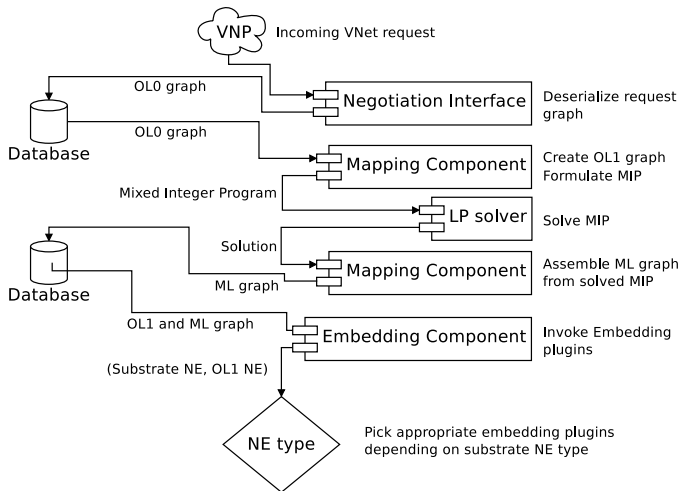 VNP
Incoming VNet request
OL0 graph
Negotiation Interface
Deserialize request
graph
OL0 graph
Database
Mapping Component
Create OL1 graph
Formulate MIP
Mixed Integer Program
LP solver
Solve MIP
Solution
Mapping Component
Assemble ML graph
from solved MIP
ML graph
Database
OL1 and ML graph
Embedding Component
Invoke Embedding
plugins
(Substrate NE, OL1 NE)
NE type
Pick appropriate embedding plugins
depending on substrate NE type